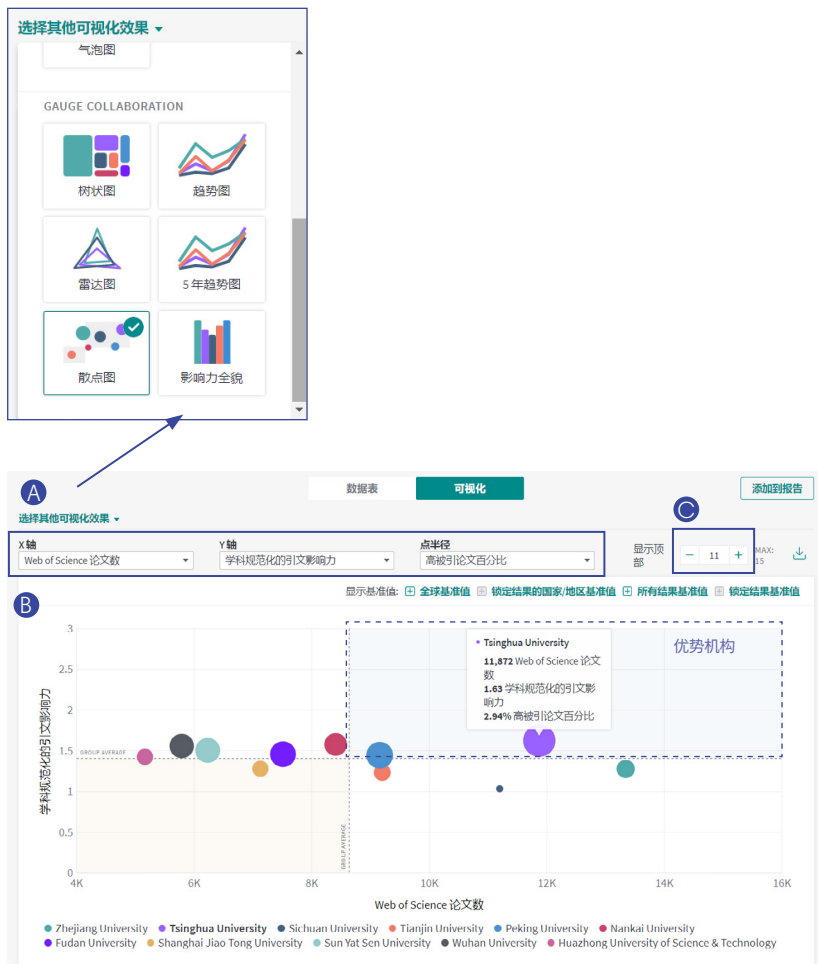 选择其他可视化效果
气泡图
GAUGE COLLABORATION
树状图
趋势图
雷达图
5 年趋势图
散点图
影响力全貌
A
数据表
可视化
添加到报告
选择其他可视化效果
C
X 轴
Y 轴
点半径
Web of Science 论文数
学科规范化的引文影响力
高被引论文百分比
显示顶部
− 11 +
MAX: 15
B
显示基准值: 全球基准值 锁定结果的国家/地区基准值 所有结果基准值 锁定结果基准值
Tsinghua University
11,872 Web of Science 论文
数
1.63 学科规范化的引文影
响力
2.94% 高被引论文百分比
优势机构
学科规范化的引文影响力
3
2.5
2
1.5
1
0.5
0
GROUP AVERAGE
GROUP AVERAGE
4K 6K 8K 10K 12K 14K 16K
Web of Science 论文数
Zhejiang University Tsinghua University Sichuan University Tianjin University Peking University Nankai University
Fudan University Shanghai Jiao Tong University Sun Yat Sen University Wuhan University Huazhong University of Science & Technology